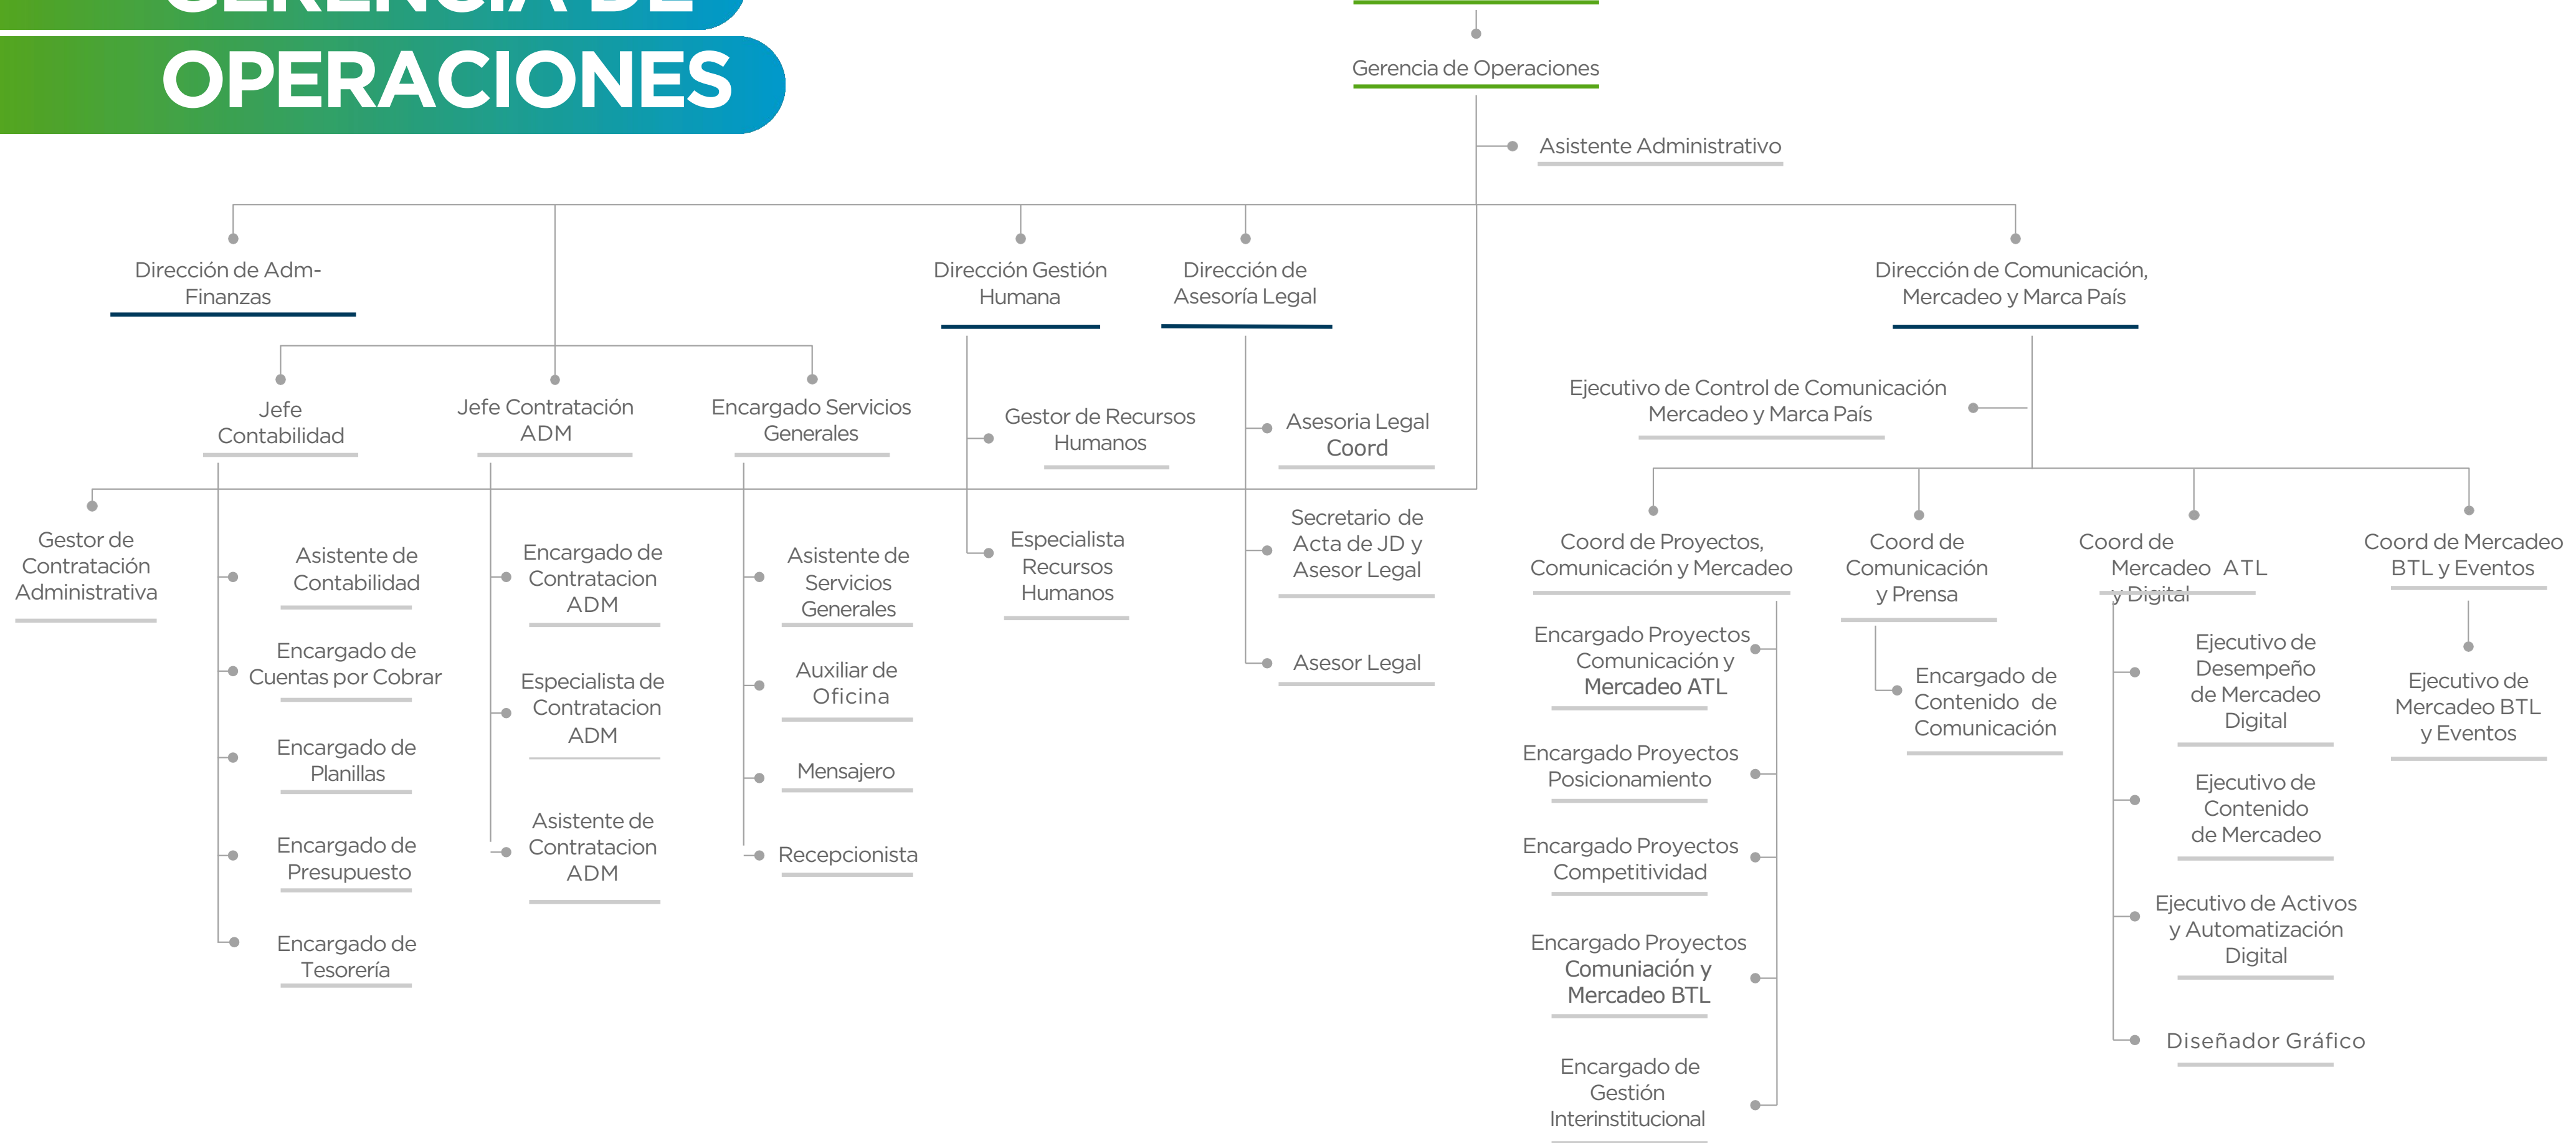 GERENCIA DE
OPERACIONES
Gerencia de Operaciones
Asistente Administrativo
Dirección de Adm-
Finanzas
Dirección Gestión
Humana
Dirección de
Asesoría Legal
Dirección de Comunicación,
Mercadeo y Marca País
Ejecutivo de Control de Comunicación
Mercadeo y Marca País
Jefe
Contabilidad
Jefe Contratación
ADM
Encargado Servicios
Generales
Gestor de Recursos
Humanos
Asesoria Legal
Coord
Gestor de
Contratación
Administrativa
Asistente de
Contabilidad
Encargado de
Cuentas por Cobrar
Encargado de
Planillas
Encargado de
Presupuesto
Encargado de
Tesorería
Encargado de
Contratacion
ADM
Especialista de
Contratacion
ADM
Asistente de
Contratacion
ADM
Asistente de
Servicios
Generales
Auxiliar de
Oficina
Mensajero
Recepcionista
Especialista
Recursos
Humanos
Secretario de
Acta de JD y
Asesor Legal
Asesor Legal
Coord de Proyectos,
Comunicación y Mercadeo
Encargado Proyectos
Comunicación y
Mercadeo ATL
Encargado Proyectos
Posicionamiento
Encargado Proyectos
Competitividad
Encargado Proyectos
Comuniación y
Mercadeo BTL
Encargado de
Gestión
Interinstitucional
Coord de
Comunicación
y Prensa
Encargado de
Contenido de
Comunicación
Coord de
Mercadeo ATL
y Digital
Ejecutivo de
Desempeño
de Mercadeo
Digital
Ejecutivo de
Contenido
de Mercadeo
Ejecutivo de Activos
y Automatización
Digital
Diseñador Gráfico
Coord de Mercadeo
BTL y Eventos
Ejecutivo de
Mercadeo BTL
y Eventos